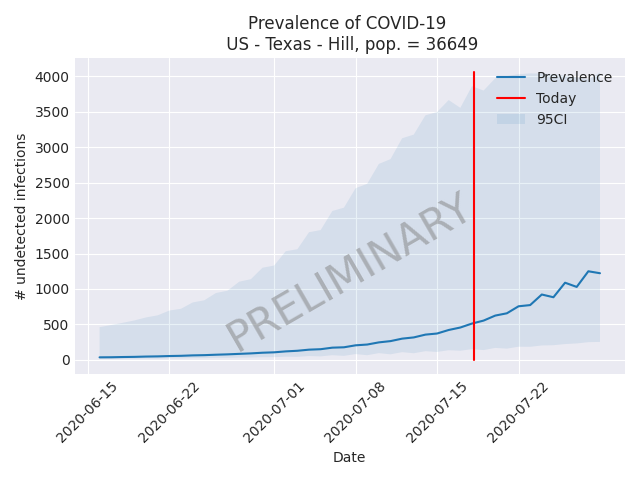 Prevalence of COVID-19
US - Texas - Hill, pop. = 36649
4000
3500
3000
2500
2000
1500
1000
500
0
# undetected infections
Prevalence
Today
95CI
PRELIMINARY
2020-06-15
2020-06-22
2020-07-01
2020-07-08
2020-07-15
2020-07-22
Date